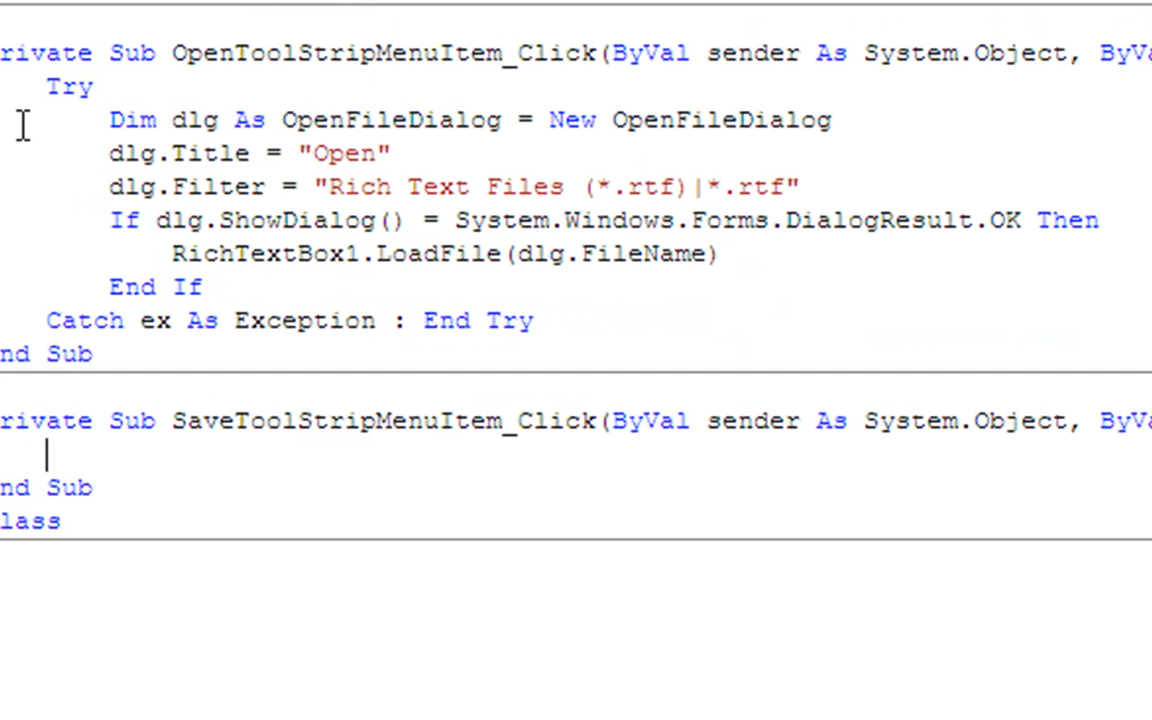 rivate Sub OpenToolStripMenuItem_Click(ByVal sender As System.Object, ByVa
Try
Dim dlg As OpenFileDialog = New OpenFileDialog
dlg.Title = "Open"
dlg.Filter = "Rich Text Files (*.rtf)|*.rtf"
If dlg.ShowDialog() = System.Windows.Forms.DialogResult.OK Then
RichTextBox1.LoadFile(dlg.FileName)
End If
Catch ex As Exception : End Try
nd Sub
rivate Sub SaveToolStripMenuItem_Click(ByVal sender As System.Object, ByVa
nd Sub
lass